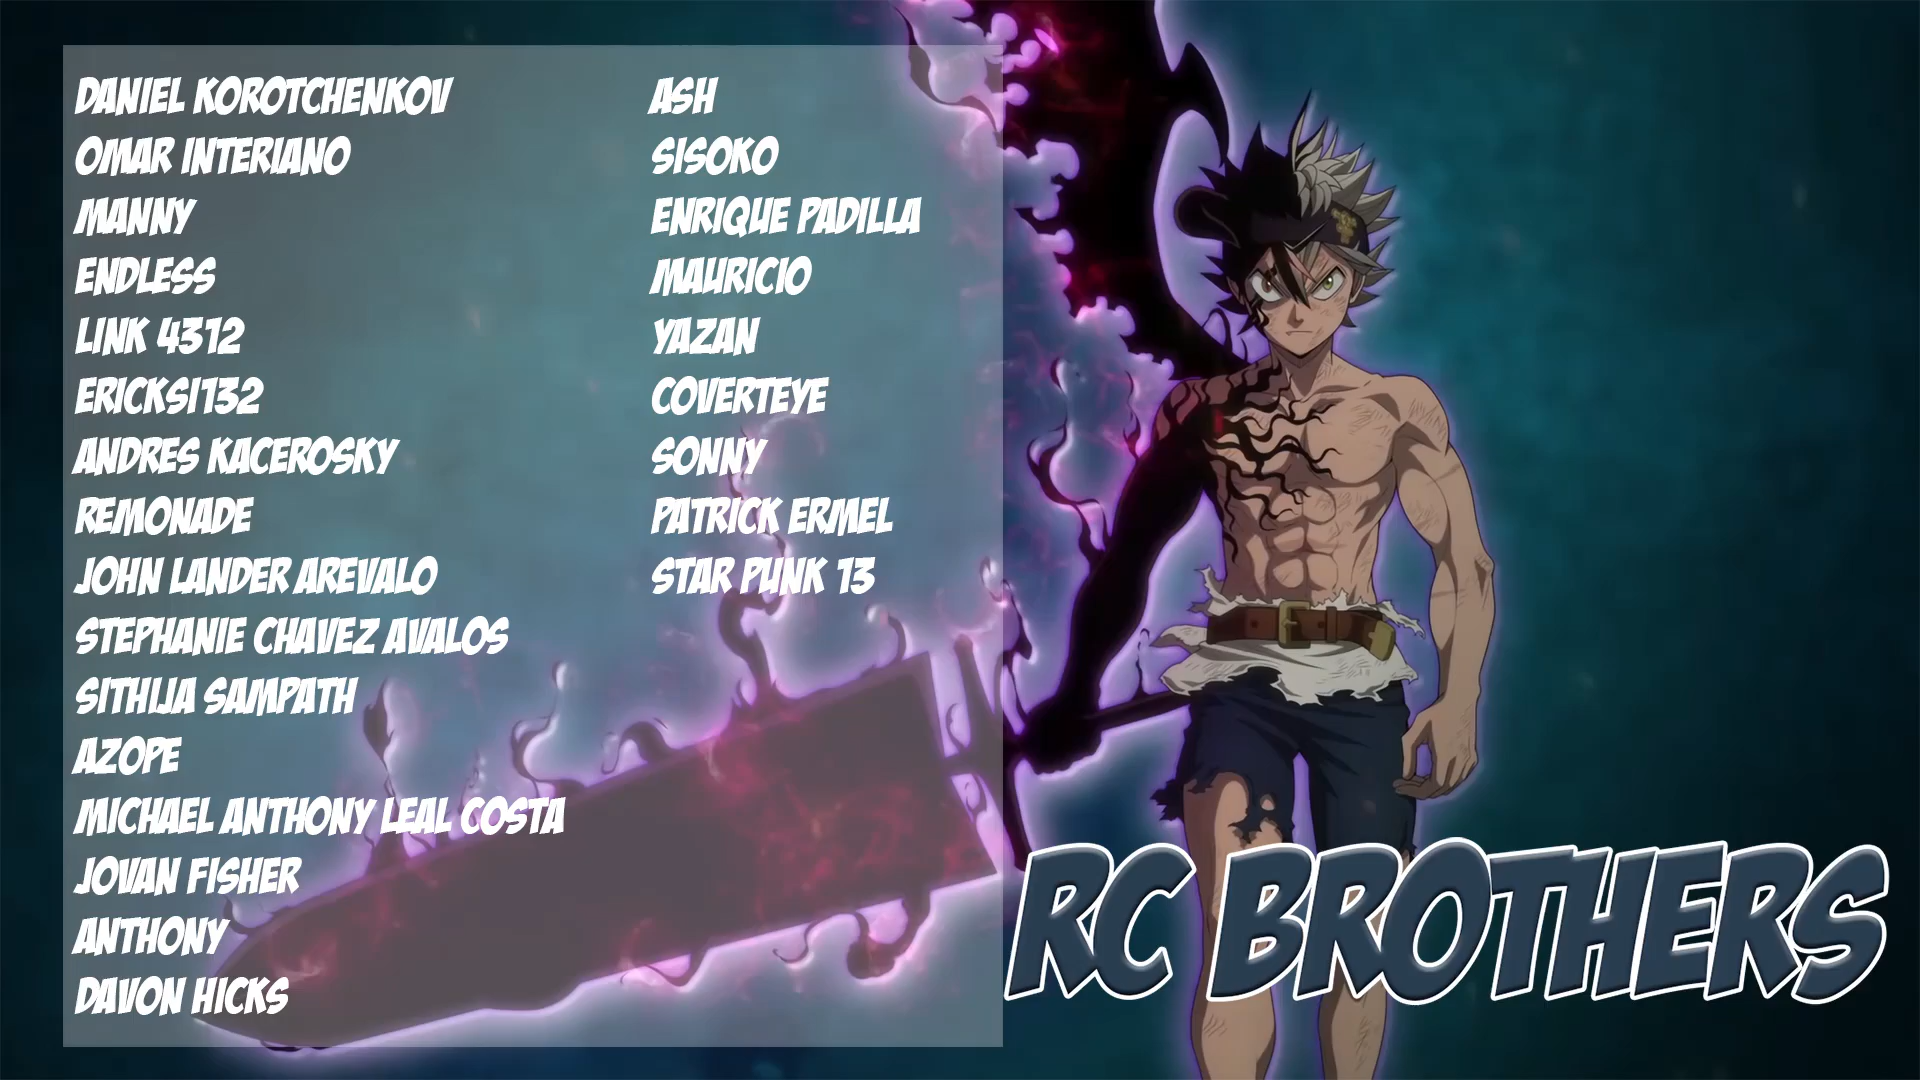 DANIEL KOROTCHENKOV
OMAR INTERIANO
MANNY
ENDLESS
LINK 4312
ERICKSI132
ANDRES KACEROSKY
REMONADE
JOHN LANDER AREVALO
STEPHANIE CHAVEZ AVALOS
SITHIJA SAMPATH
AZOPE
MICHAEL ANTHONY LEAL COSTA
JOVAN FISHER
ANTHONY
DAVON HICKS
ASH
SISOKO
ENRIQUE PADILLA
MAURICIO
YAZAN
COVERTEYE
SONNY
PATRICK ERMEL
STAR PUNK 13
RC BROTHERS